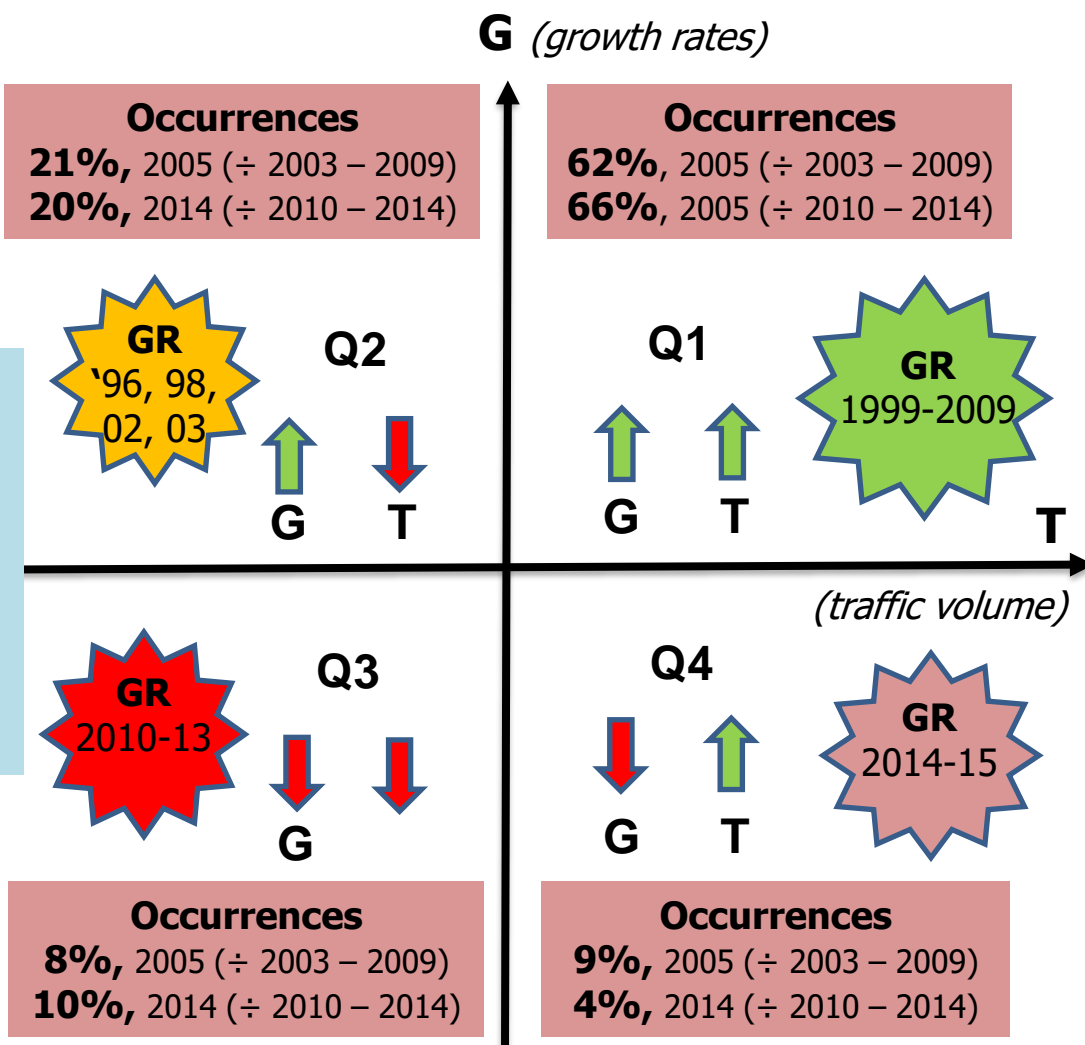 G (growth rates)
Occurrences
21%, 2005 (÷ 2003 – 2009)
20%, 2014 (÷ 2010 – 2014)
Occurrences
62%, 2005 (÷ 2003 – 2009)
66%, 2005 (÷ 2010 – 2014)
GR
‘96, 98,
02, 03
Q2
G T
Q1
G T
GR
1999-2009
T
(traffic volume)
GR
2010-13
Q3
G
Q4
G T
GR
2014-15
Occurrences
8%, 2005 (÷ 2003 – 2009)
10%, 2014 (÷ 2010 – 2014)
Occurrences
9%, 2005 (÷ 2003 – 2009)
4%, 2014 (÷ 2010 – 2014)